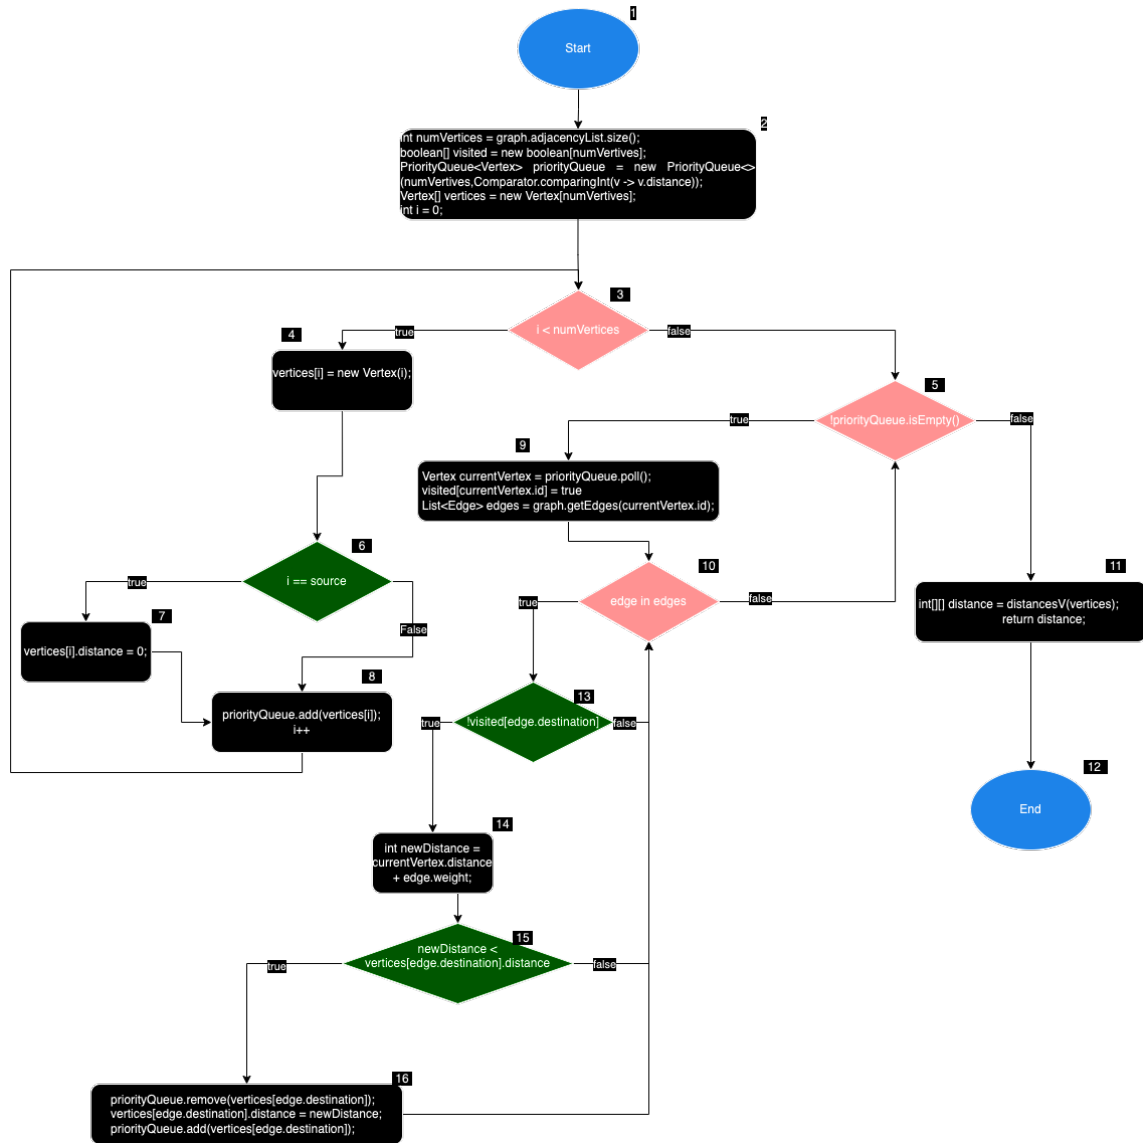 1
Start
2
int numVertices = graph.adjacencyList.size();
boolean[] visited = new boolean[numVertives];
PriorityQueue<Vertex> priorityQueue = new PriorityQueue<>
(numVertives,Comparator.comparingInt(v -> v.distance));
Vertex[] vertices = new Vertex[numVertives];
int i = 0;
3
i < numVertices
true
false
4
vertices[i] = new Vertex(i);
5
!priorityQueue.isEmpty()
true
false
9
Vertex currentVertex = priorityQueue.poll();
visited[currentVertex.id] = true
List<Edge> edges = graph.getEdges(currentVertex.id);
6
i == source
true
False
10
edge in edges
true
false
11
int[][] distance = distancesV(vertices);
return distance;
7
vertices[i].distance = 0;
8
priorityQueue.add(vertices[i]);
i++
13
!visited[edge.destination]
true
false
12
End
14
int newDistance =
currentVertex.distance
+ edge.weight;
15
newDistance <
vertices[edge.destination].distance
true
false
16
priorityQueue.remove(vertices[edge.destination]);
vertices[edge.destination].distance = newDistance;
priorityQueue.add(vertices[edge.destination]);